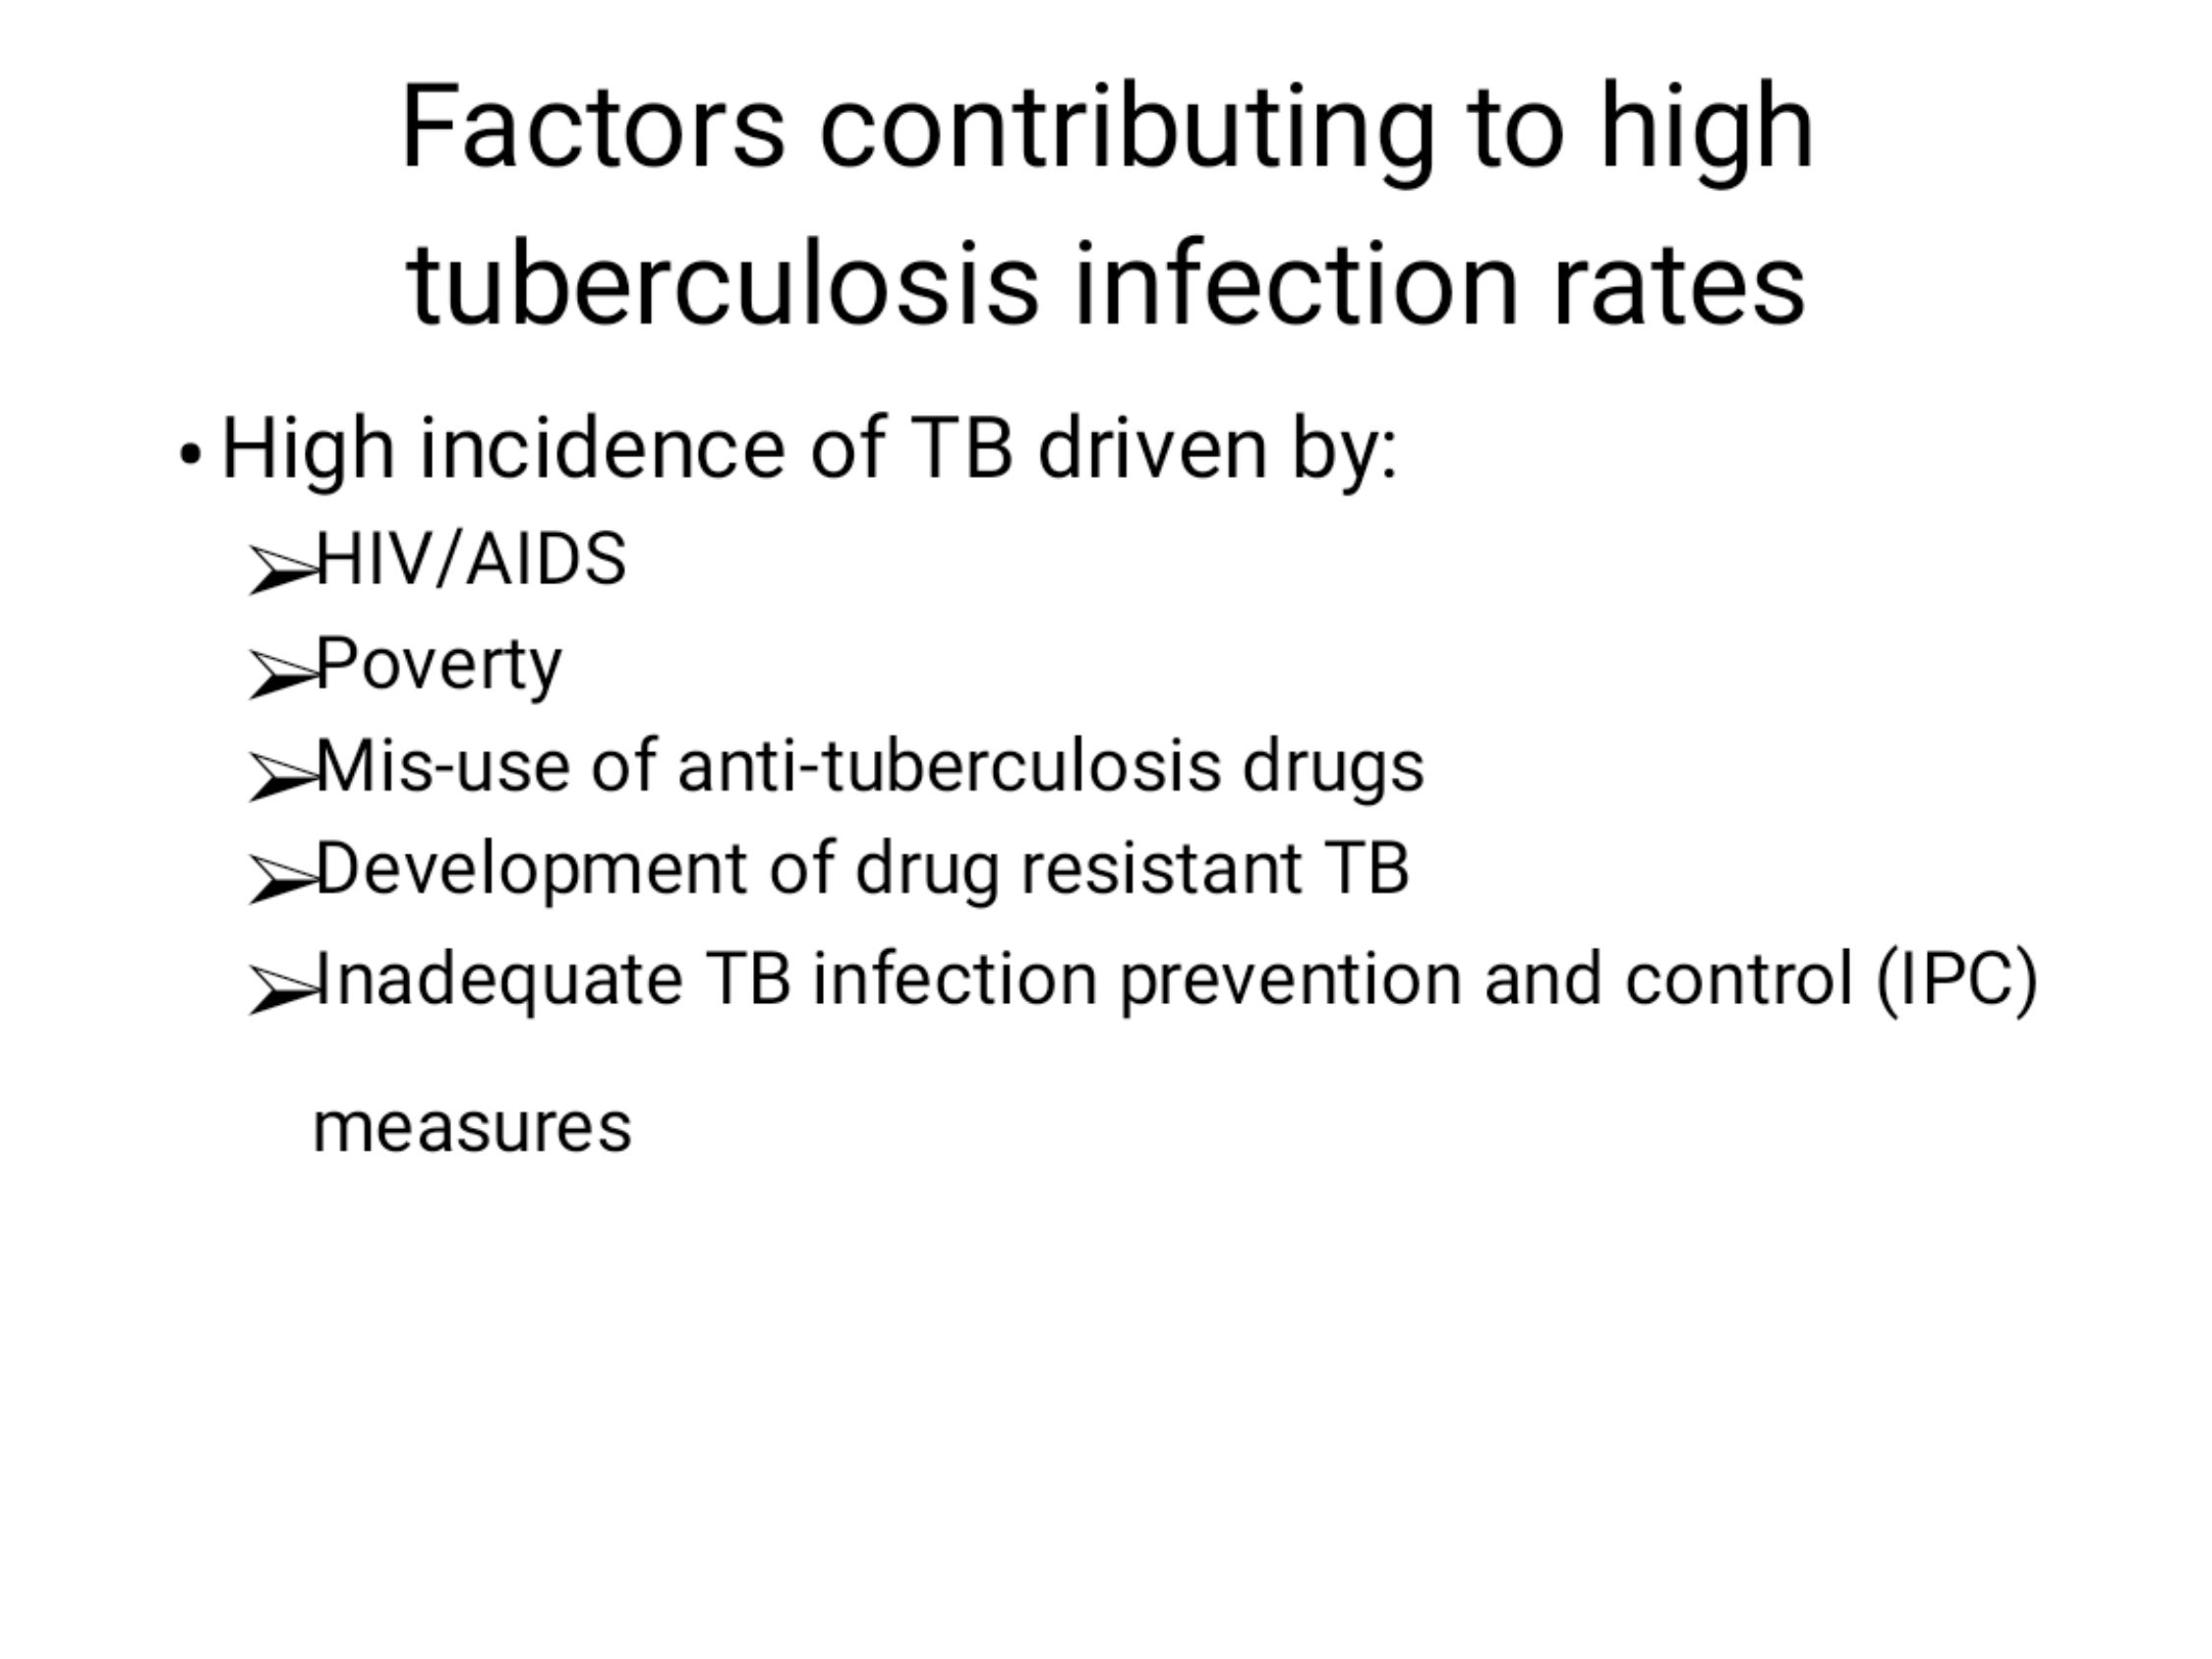 Factors contributing to high
tuberculosis infection rates
• High incidence of TB driven by:
➢HIV/AIDS
➢Poverty
➢Mis-use of anti-tuberculosis drugs
➢Development of drug resistant TB
➢Inadequate TB infection prevention and control (IPC)
measures